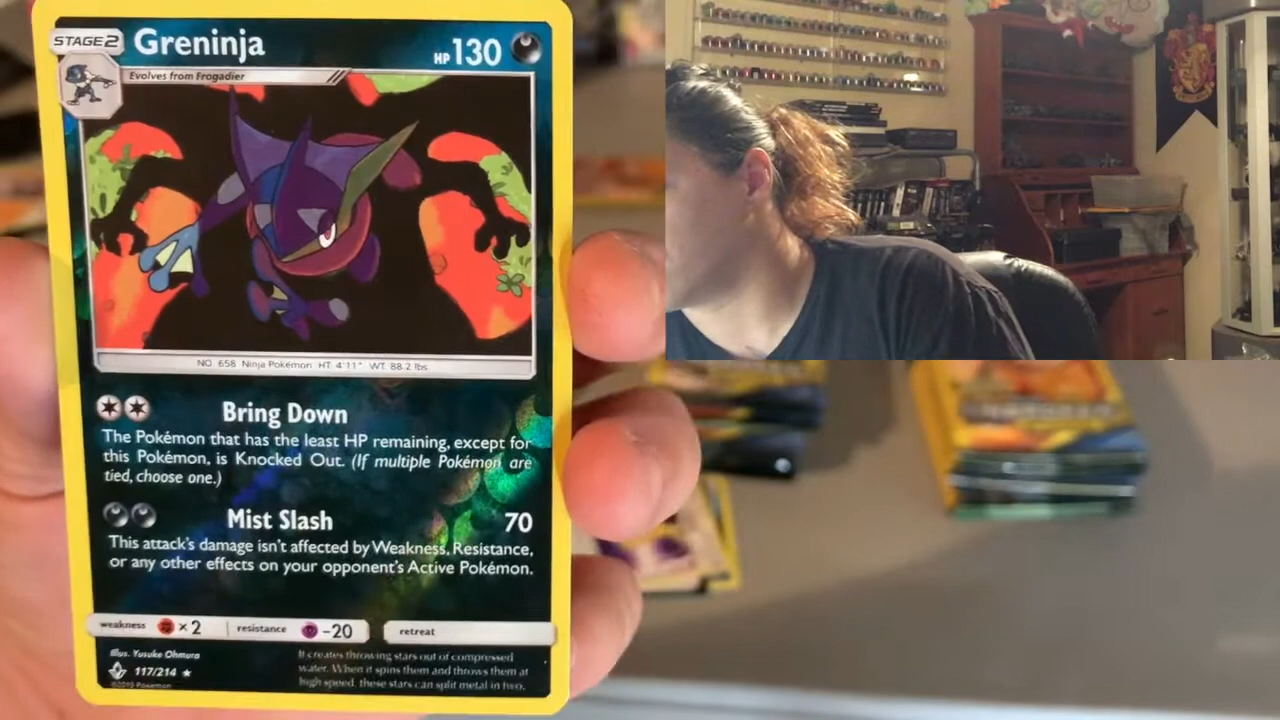 STAGE2 Greninja HP130
Evolves from Frogadier
NO. 658 Ninja Pokémon HT: 4'11" WT: 88.2 lbs.
Bring Down
The Pokémon that has the least HP remaining, except for
this Pokémon, is Knocked Out. (If multiple Pokémon are
tied, choose one.)
Mist Slash 70
This attack's damage isn't affected by Weakness, Resistance,
or any other effects on your opponent's Active Pokémon.
weakness ×2 resistance -20 retreat
Illus. Yusuke Ohmura
117/214
©2019 Pokémon
It creates throwing stars out of compressed
water. When it spins them and throws them at
high speed, these stars can split metal in two.